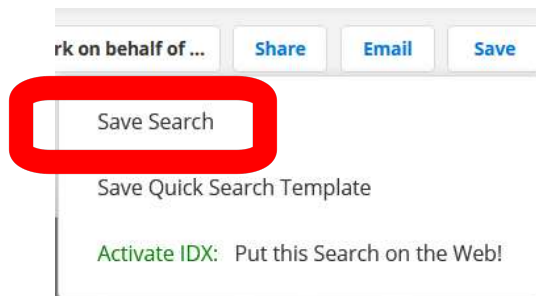 rk on behalf of ... Share Email Save
Save Search
Save Quick Search Template
Activate IDX: Put this Search on the Web!